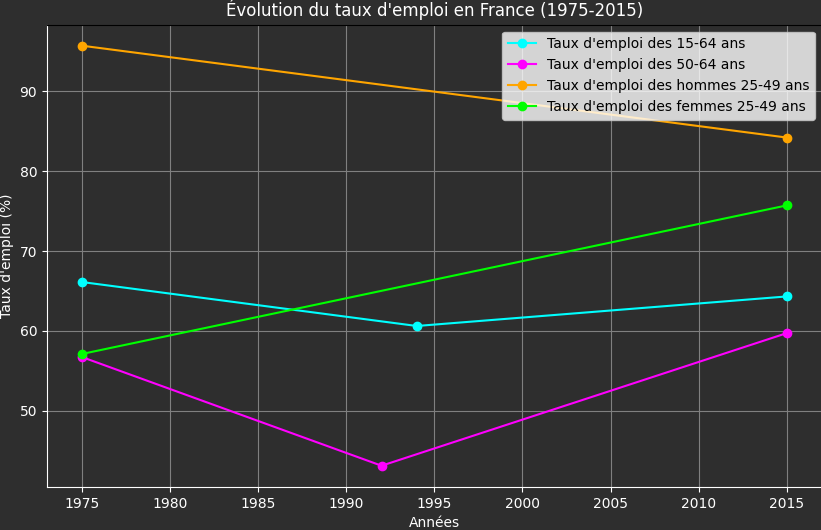 Évolution du taux d'emploi en France (1975-2015)
Taux d'emploi des 15-64 ans
Taux d'emploi des 50-64 ans
Taux d'emploi des hommes 25-49 ans
Taux d'emploi des femmes 25-49 ans
Taux d'emploi (%)
90
80
70
60
50
1975 1980 1985 1990 1995 2000 2005 2010 2015
Années